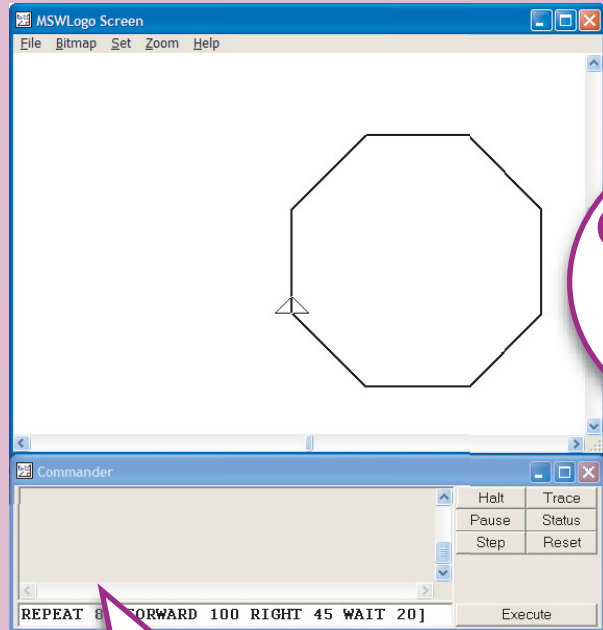 MSWLogo Screen
File Bitmap Set Zoom Help
Commander
Halt Trace
Pause Status
Step Reset
REPEAT 8 FORWARD 100 RIGHT 45 WAIT 20]
Execute